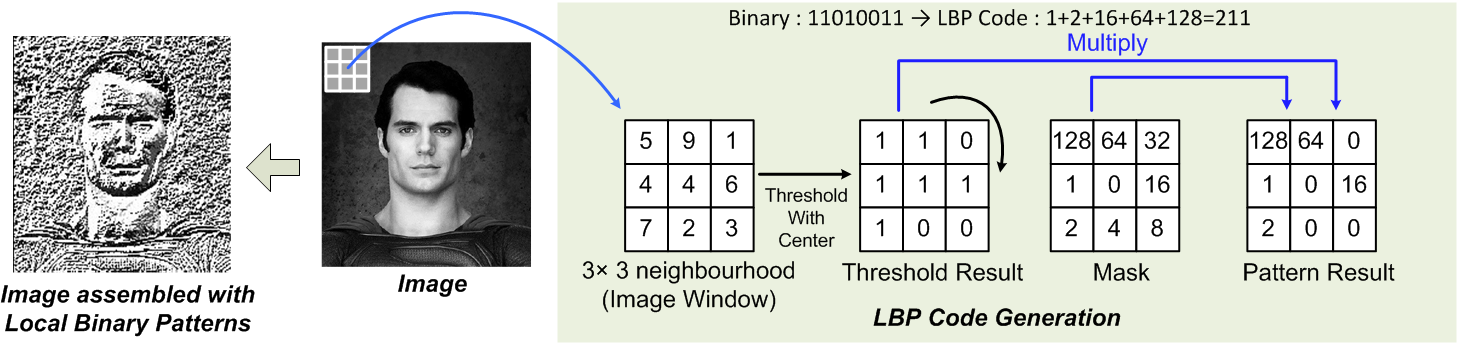 Binary : 11010011 → LBP Code : 1+2+16+64+128=211
Multiply
5 9 1
4 4 6
7 2 3
Threshold
With
Center
1 1 0
1 1 1
1 0 0
128 64 32
1 0 16
2 4 8
128 64 0
1 0 16
2 0 0
3× 3 neighbourhood
(Image Window)
Threshold Result
Mask
Pattern Result
LBP Code Generation
Image
Image assembled with
Local Binary Patterns